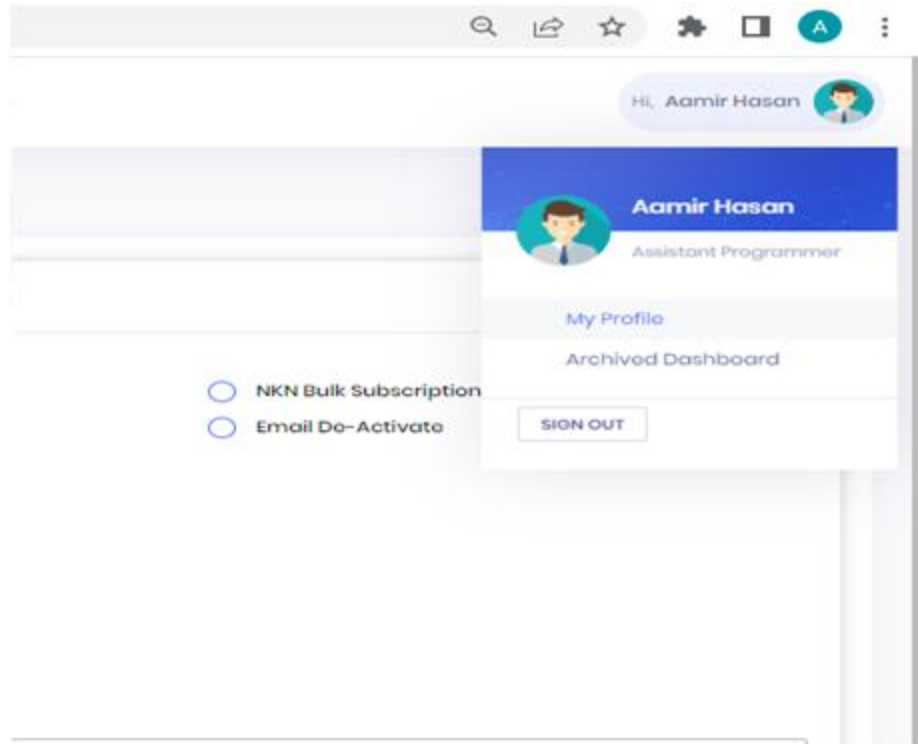 A
Hi, Aamir Hasan
Aamir Hasan
Assistant Programmer
My Profile
Archived Dashboard
NKN Bulk Subscription
Email De-Activate
SIGN OUT